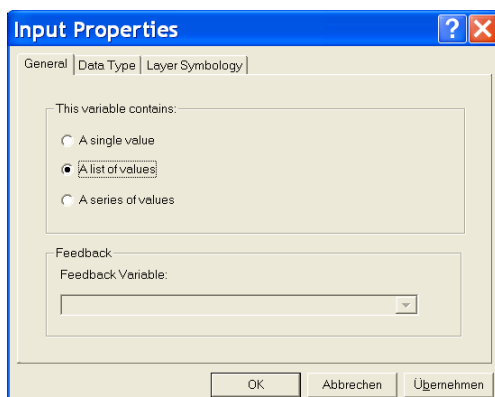 Input Properties
General Data Type Layer Symbology
This variable contains:
A single value
A list of values
A series of values
Feedback
Feedback Variable:
OK Abbrechen Übernehmen